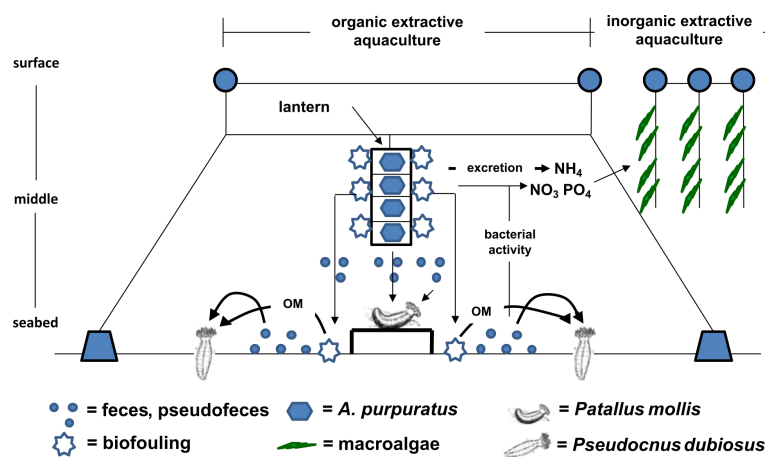 organic extractive
aquaculture
inorganic extractive
aquaculture
surface
lantern
excretion
NH4
NO3 PO4
middle
bacterial
activity
OM
OM
seabed
= feces, pseudofeces
= A. purpuratus
= Patallus mollis
= biofouling
= macroalgae
= Pseudocnus dubiosus